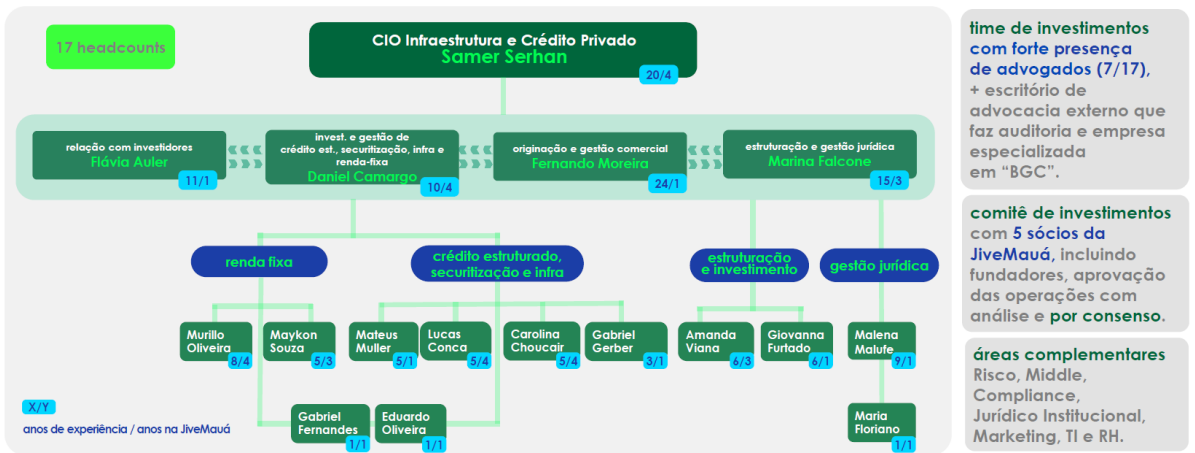 17 headcounts
CIO Infraestrutura e Crédito Privado
Samer Serhan
20/4
relação com investidores
Flávia Auler
11/1
invest. e gestão de
crédito est., securitização, infra e
renda-fixa
Daniel Camargo
10/4
originação e gestão comercial
Fernando Moreira
24/1
estruturação e gestão jurídica
Marina Falcone
15/3
renda fixa
crédito estruturado,
securitização e infra
estruturação
e investimento
gestão jurídica
Murillo
Oliveira
8/4
Maykon
Souza
5/3
Mateus
Muller
5/1
Lucas
Conca
5/4
Carolina
Choucair
5/4
Gabriel
Gerber
3/1
Amanda
Viana
6/3
Giovanna
Furtado
6/1
Malena
Malufe
9/1
Gabriel
Fernandes
1/1
Eduardo
Oliveira
1/1
Maria
Floriano
1/1
X/Y
anos de experiência / anos na JiveMauá
time de investimentos
com forte presença
de advogados (7/17),
+ escritório de
advocacia externo que
faz auditoria e empresa
especializada
em “BGC”.
comitê de investimentos
com 5 sócios da
JiveMauá, incluindo
fundadores, aprovação
das operações com
análise e por consenso.
áreas complementares
Risco, Middle,
Compliance,
Jurídico Institucional,
Marketing, TI e RH.